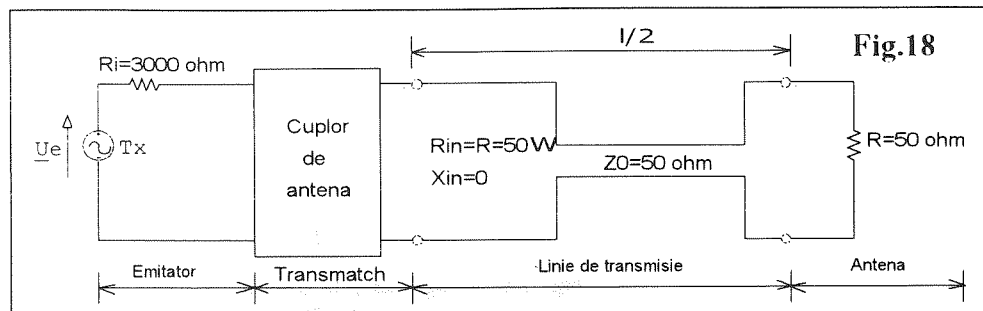 l/2
Fig.18
Ri=3000 ohm
Ue
Tx
Cuplor
de
antena
Rin=R=50W
Xin=0
Z0=50 ohm
R=50 ohm
Emitator
Transmatch
Linie de transmisie
Antena